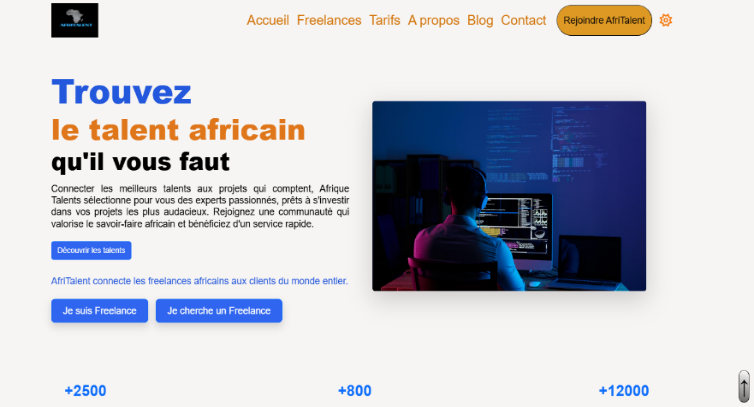 AFRITALENT
Accueil Freelances Tarifs A propos Blog Contact Rejoindre AfriTalent
Trouvez
le talent africain
qu'il vous faut
Connecter les meilleurs talents aux projets qui comptent, Afrique
Talents sélectionne pour vous des experts passionnés, prêts à s'investir
dans vos projets les plus audacieux. Rejoignez une communauté qui
valorise le savoir-faire africain et bénéficiez d'un service rapide.
Découvrir les talents
AfriTalent connecte les freelances africains aux clients du monde entier.
Je suis Freelance Je cherche un Freelance
+2500 +800 +12000